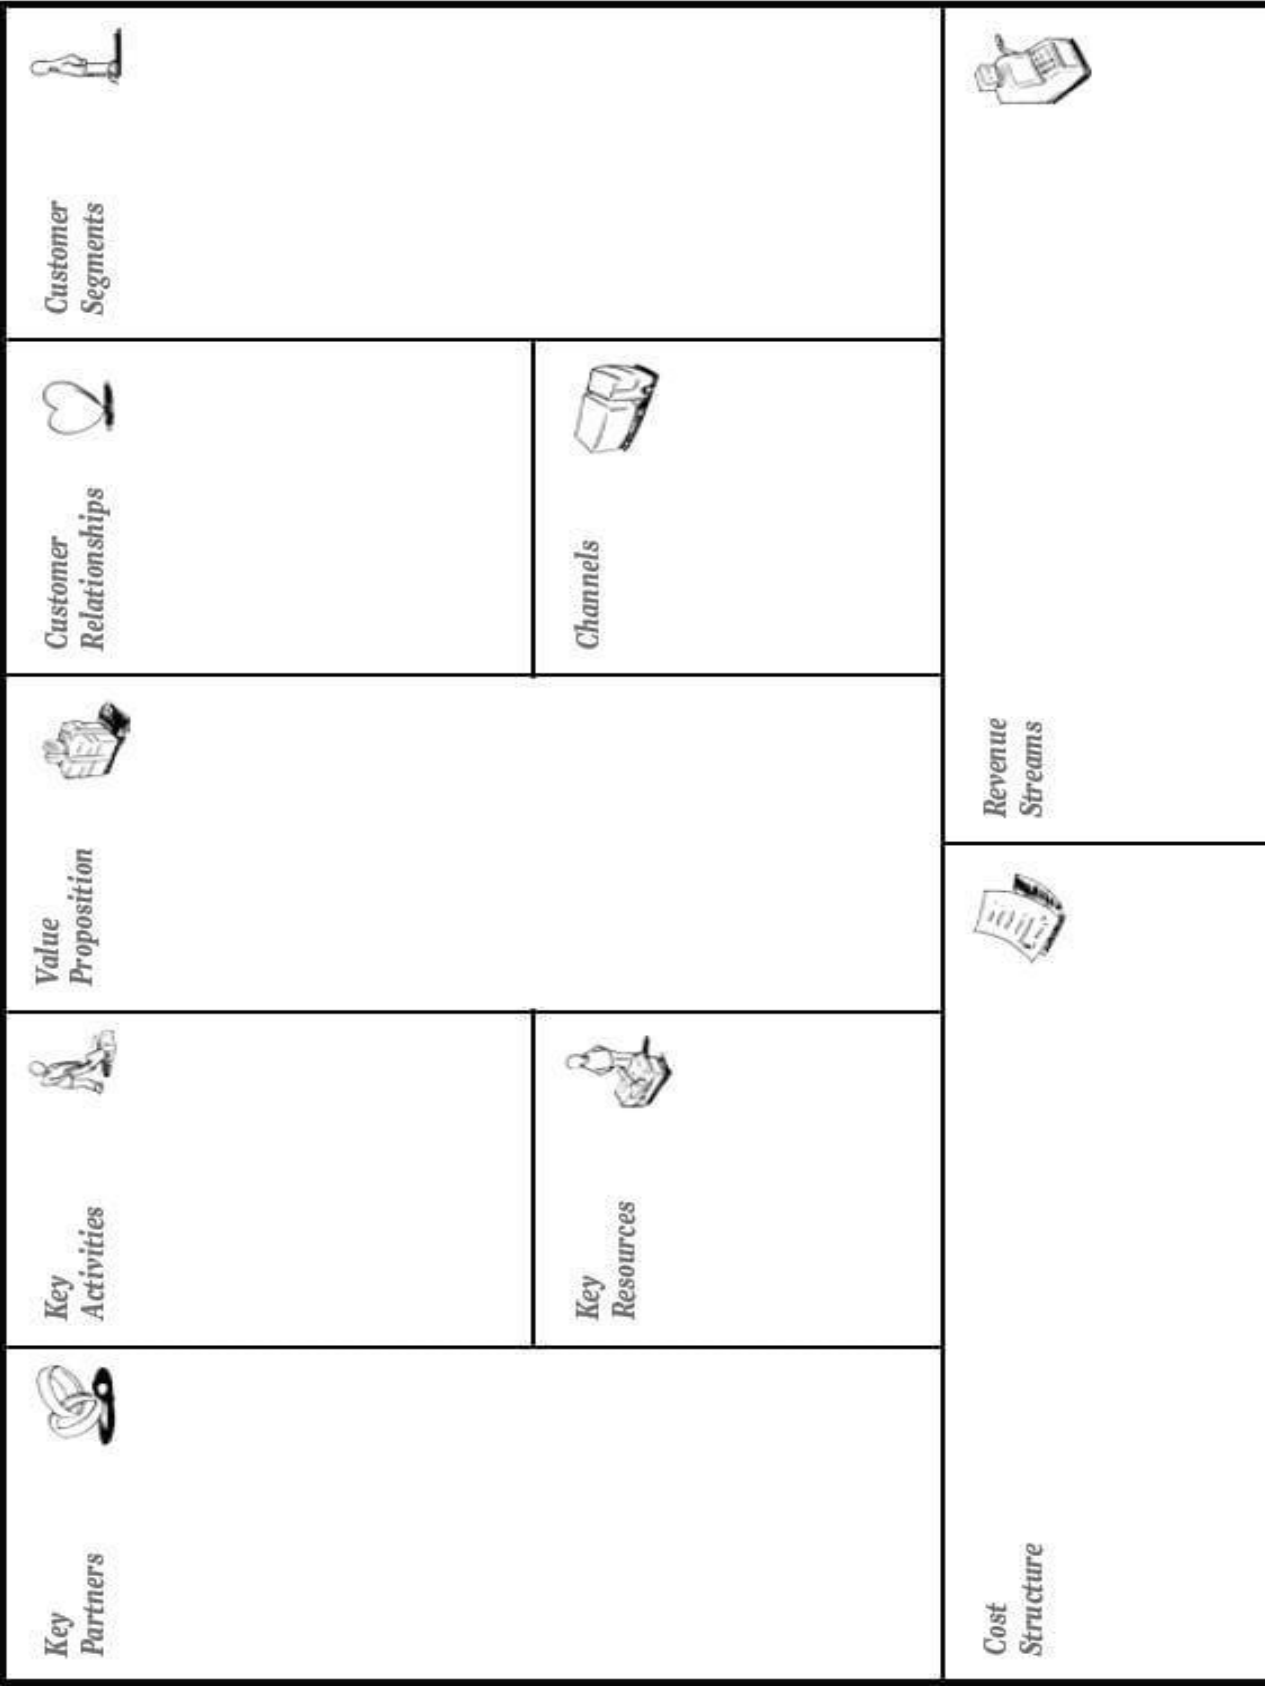 Key
Partners
Key
Activities
Key
Resources
Value
Proposition
Customer
Relationships
Channels
Customer
Segments
Cost
Structure
Revenue
Streams